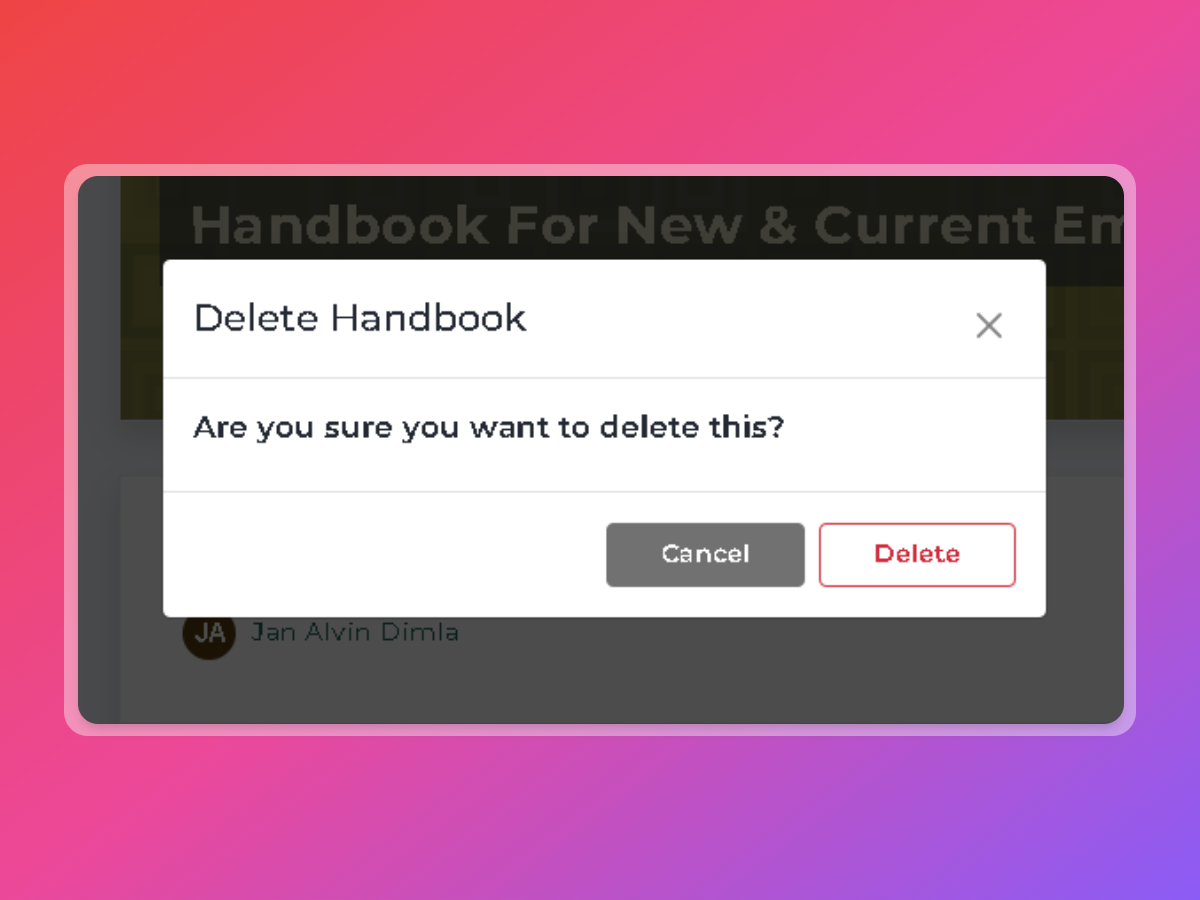 Handbook For New & Current Em
Delete Handbook
Are you sure you want to delete this?
Cancel
Delete
JA
Jan Alvin Dimla